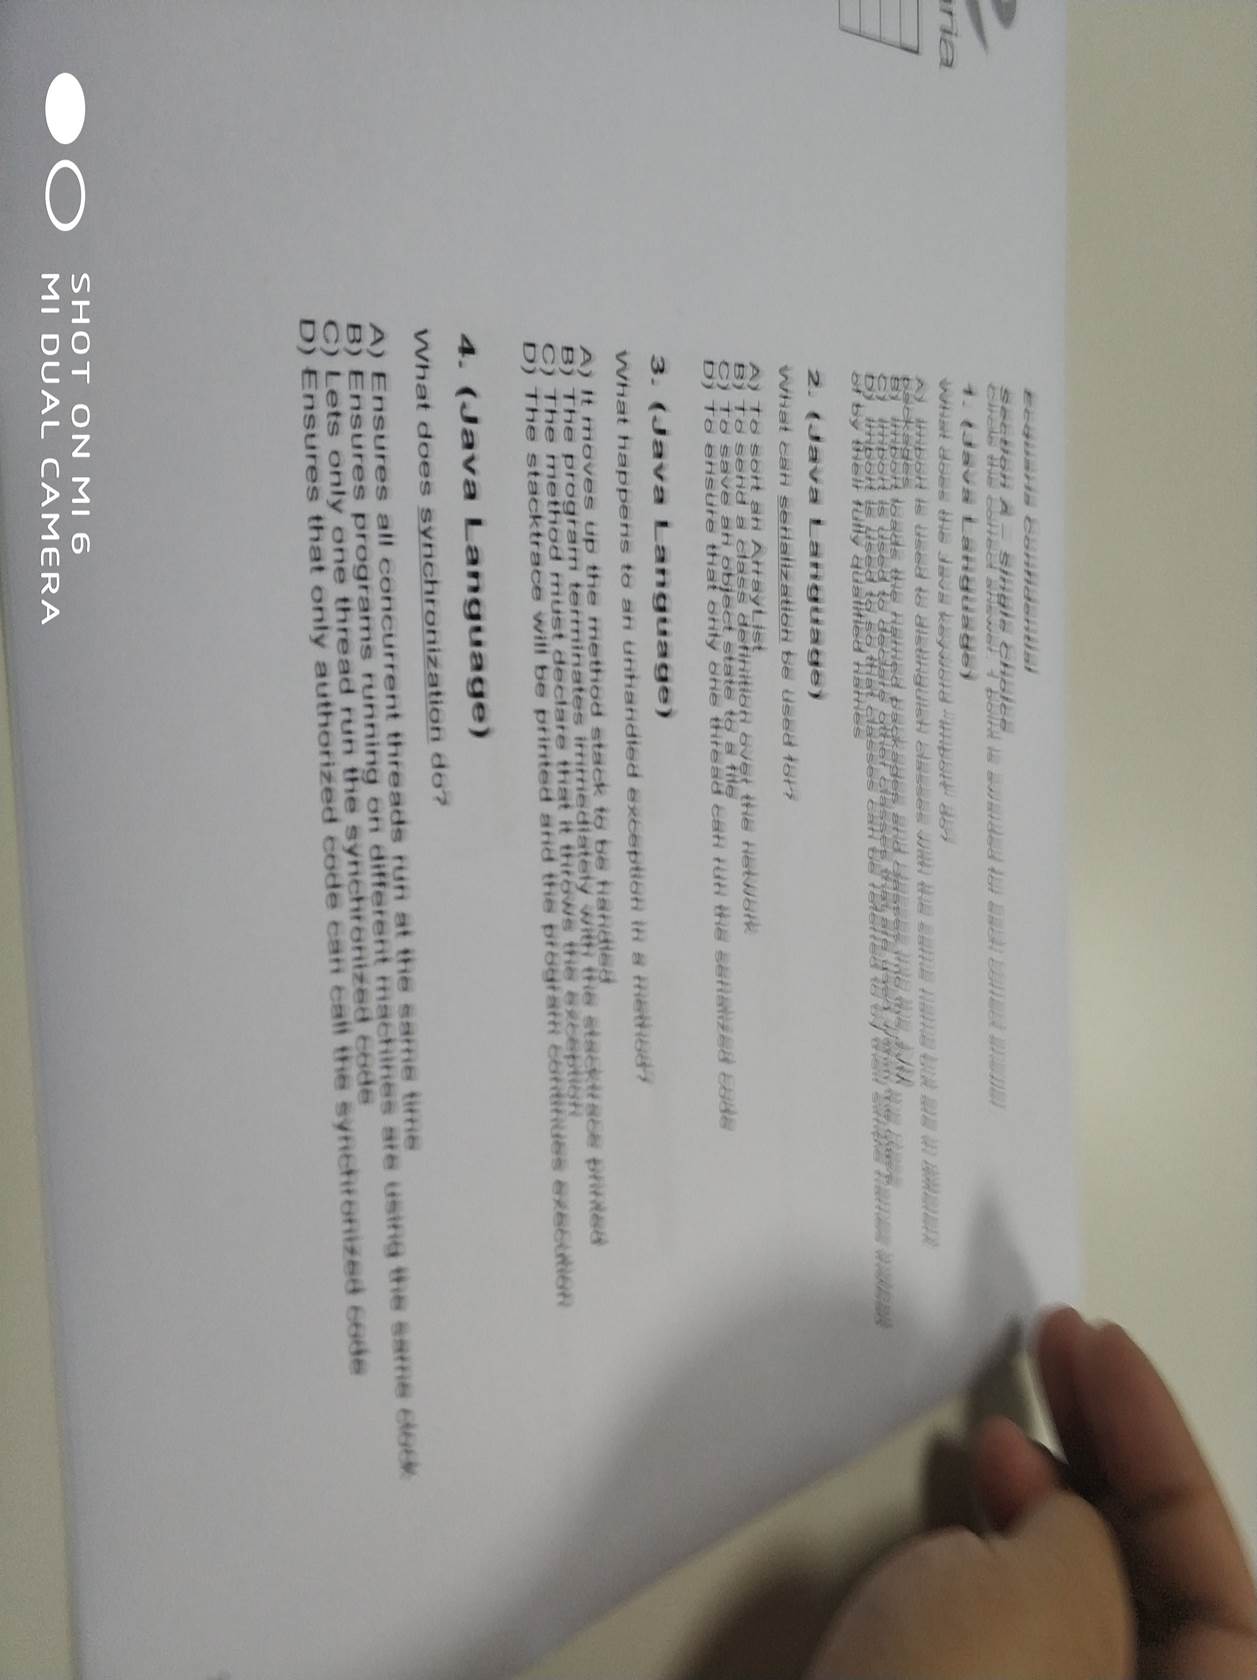 ria
Equaria Confidential
Section A – Single Choice
Circle the correct answer. 1 point is awarded for each correct answer.
1. (Java Language)
What does the Java keyword "import" do?
A) Import is used to distinguish classes with the same name but are in different
packages
B) Import loads the named packages and classes into the JVM
C) Import is used to declare other classes that are
D) Import is used to so that classes can be referred to by their simple names instead
of by their fully qualified names
2. (Java Language)
What can serialization be used for?
A) To sort an ArrayList
B) To send a class definition over the network
C) To save an object state to a file
D) To ensure that only one thread can run the serialized code
3. (Java Language)
What happens to an unhandled exception in a method?
A) It moves up the method stack to be handled
B) The program terminates immediately with the stacktrace printed
C) The method must declare that it throws the exception
D) The stacktrace will be printed and the program continues execution
4. (Java Language)
What does synchronization do?
A) Ensures all concurrent threads run at the same time
B) Ensures programs running on different machines are using the same clock
C) Lets only one thread run the synchronized code
D) Ensures that only authorized code can call the synchronized code
SHOT ON MI 6
MI DUAL CAMERA